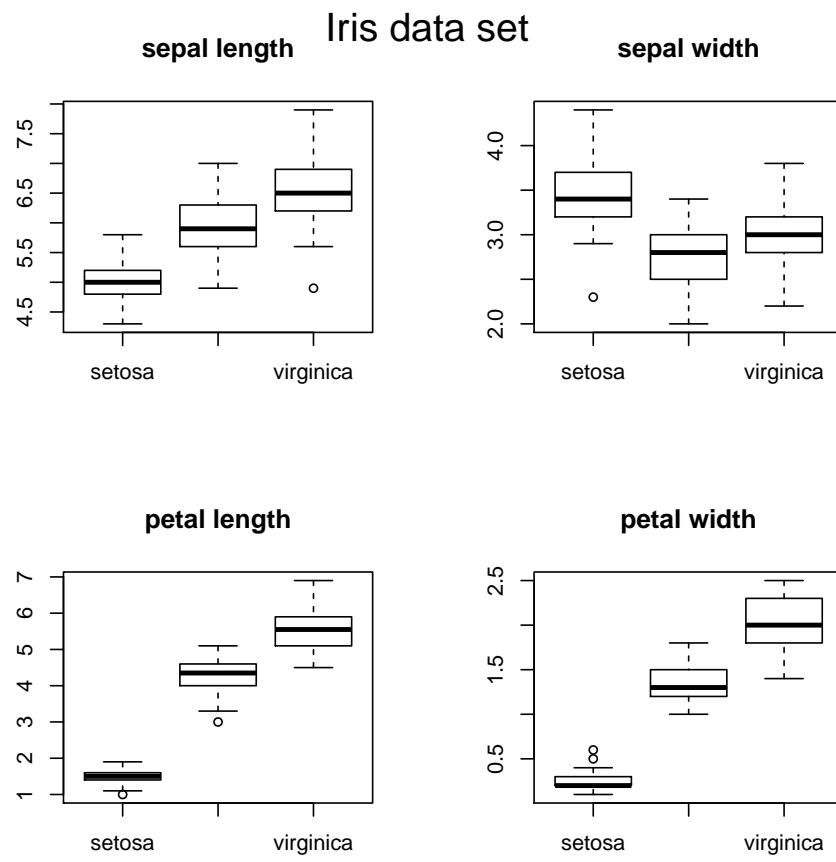 Iris data set
sepal length
7.5
6.5
5.5
4.5
setosa virginica
sepal width
4.0
3.0
2.0
setosa virginica
petal length
7
6
5
4
3
2
1
setosa virginica
petal width
2.5
1.5
0.5
setosa virginica